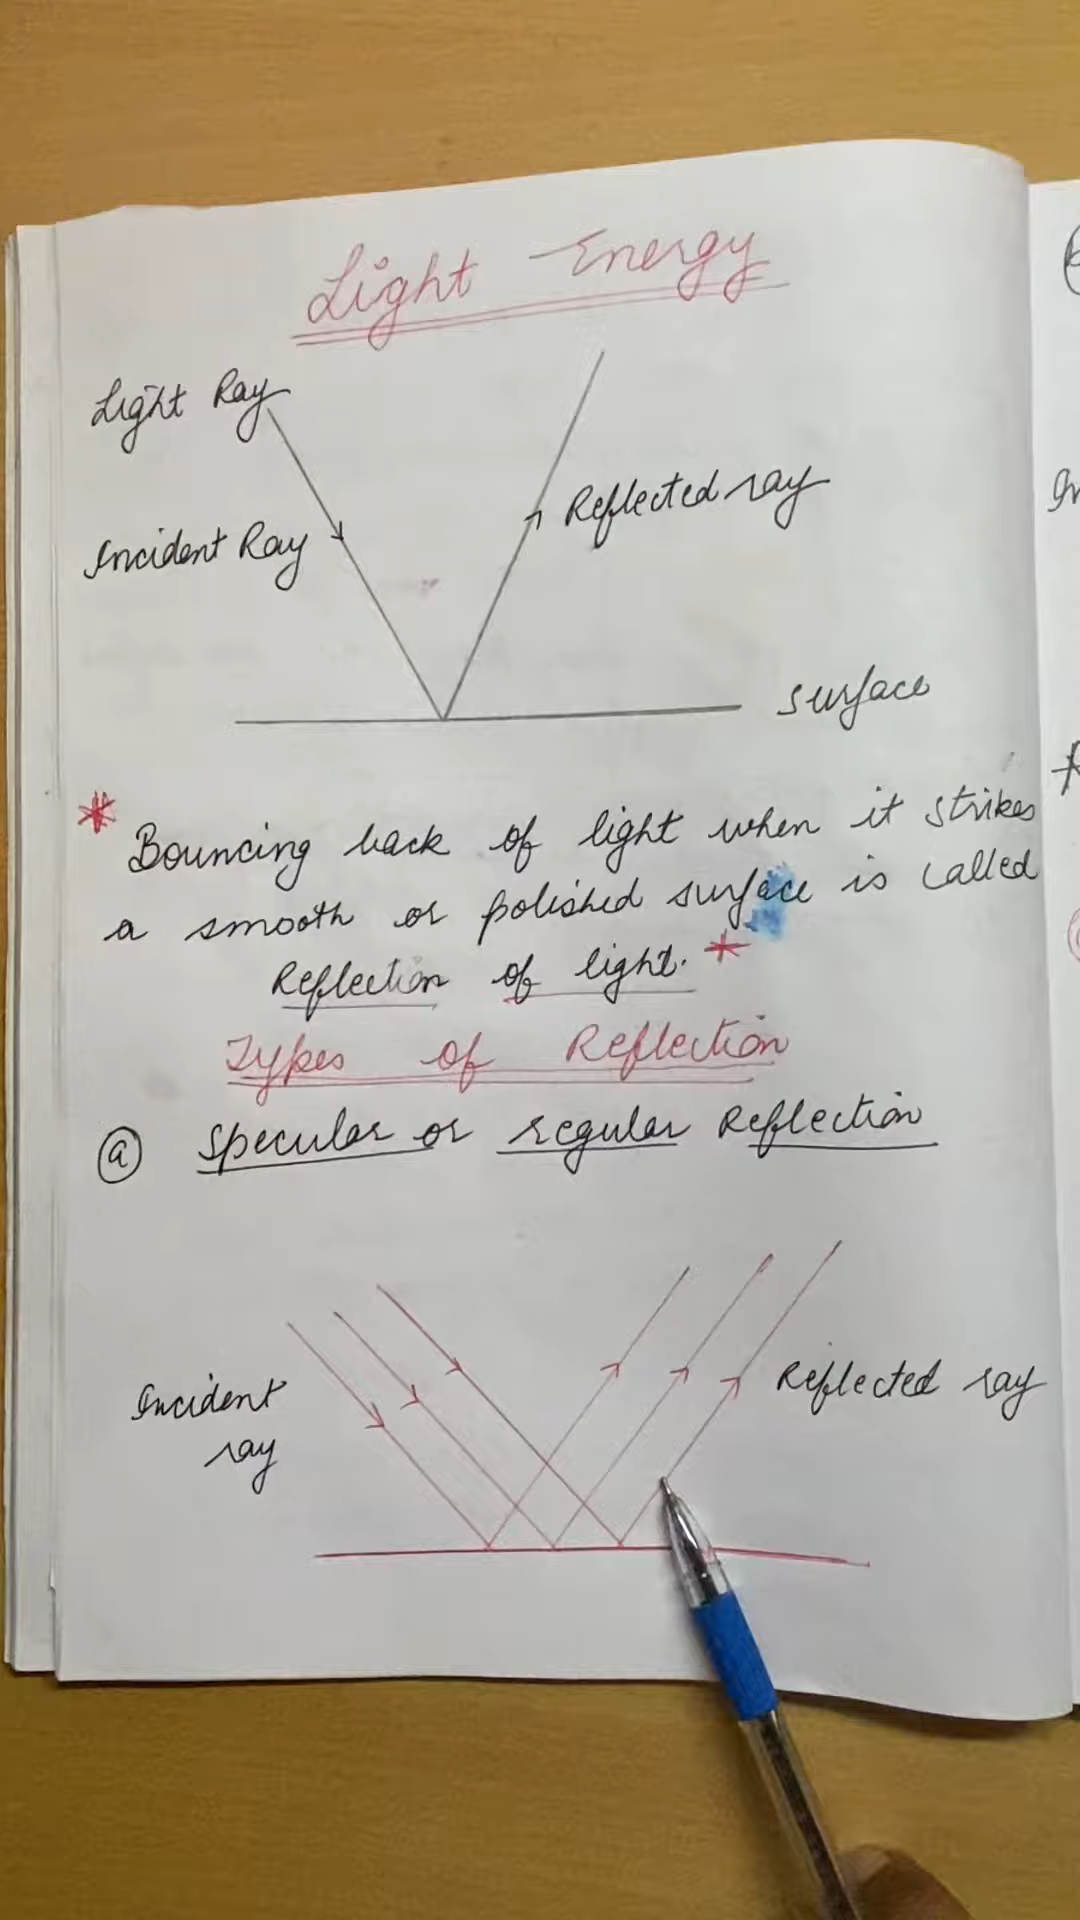 Light Energy
Light Ray
Reflected ray
Incident Ray
surface
* Bouncing back of light when it strikes
a smooth or polished surface is called
Reflection of light. *
Types of Reflection
(a) Specular or regular Reflection
Incident
ray
Reflected ray